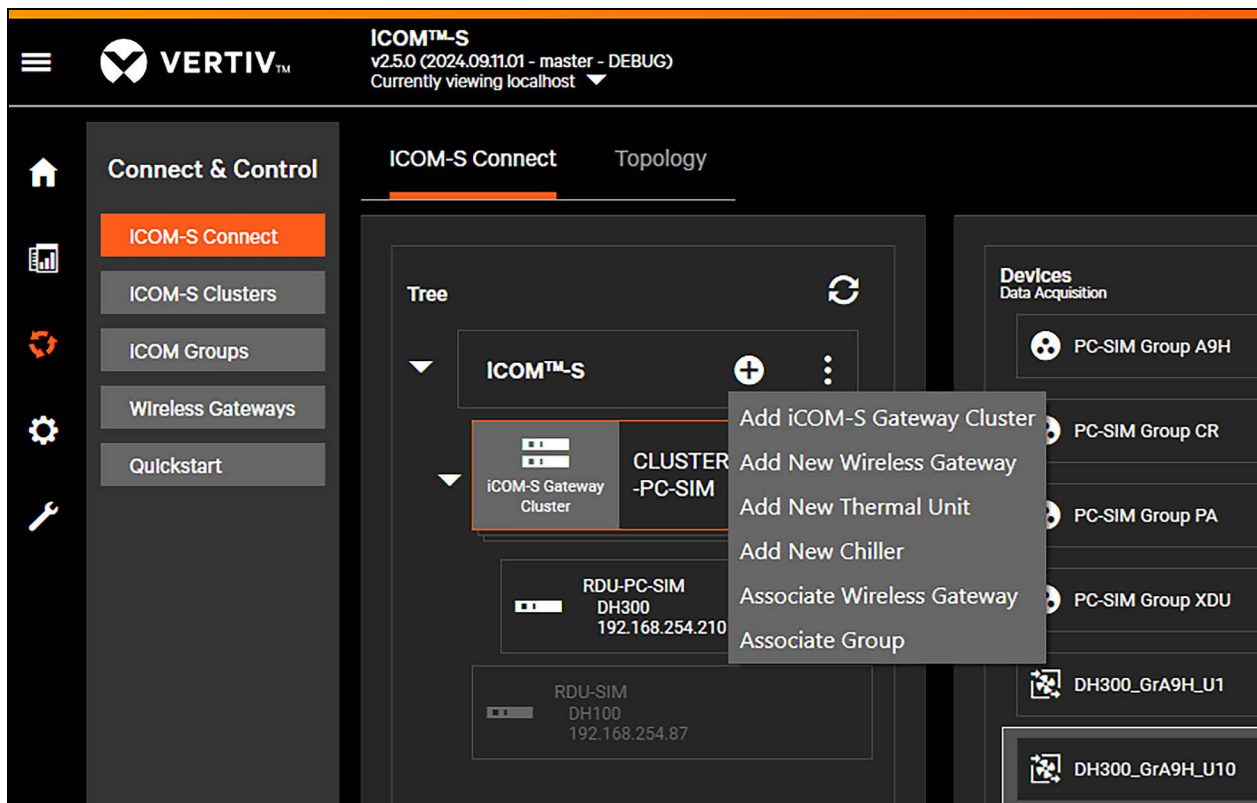 VERTIV™
ICOM™-S
v2.5.0 (2024.09.11.01 - master - DEBUG)
Currently viewing localhost
Connect & Control
ICOM-S Connect
ICOM-S Clusters
ICOM Groups
Wireless Gateways
Quickstart
ICOM-S Connect
Topology
Tree
ICOM™-S
iCOM-S Gateway
Cluster
CLUSTER
-PC-SIM
RDU-PC-SIM
DH300
192.168.254.210
RDU-SIM
DH100
192.168.254.87
Add iCOM-S Gateway Cluster
Add New Wireless Gateway
Add New Thermal Unit
Add New Chiller
Associate Wireless Gateway
Associate Group
Devices
Data Acquisition
PC-SIM Group A9H
PC-SIM Group CR
PC-SIM Group PA
PC-SIM Group XDU
DH300_GrA9H_U1
DH300_GrA9H_U10